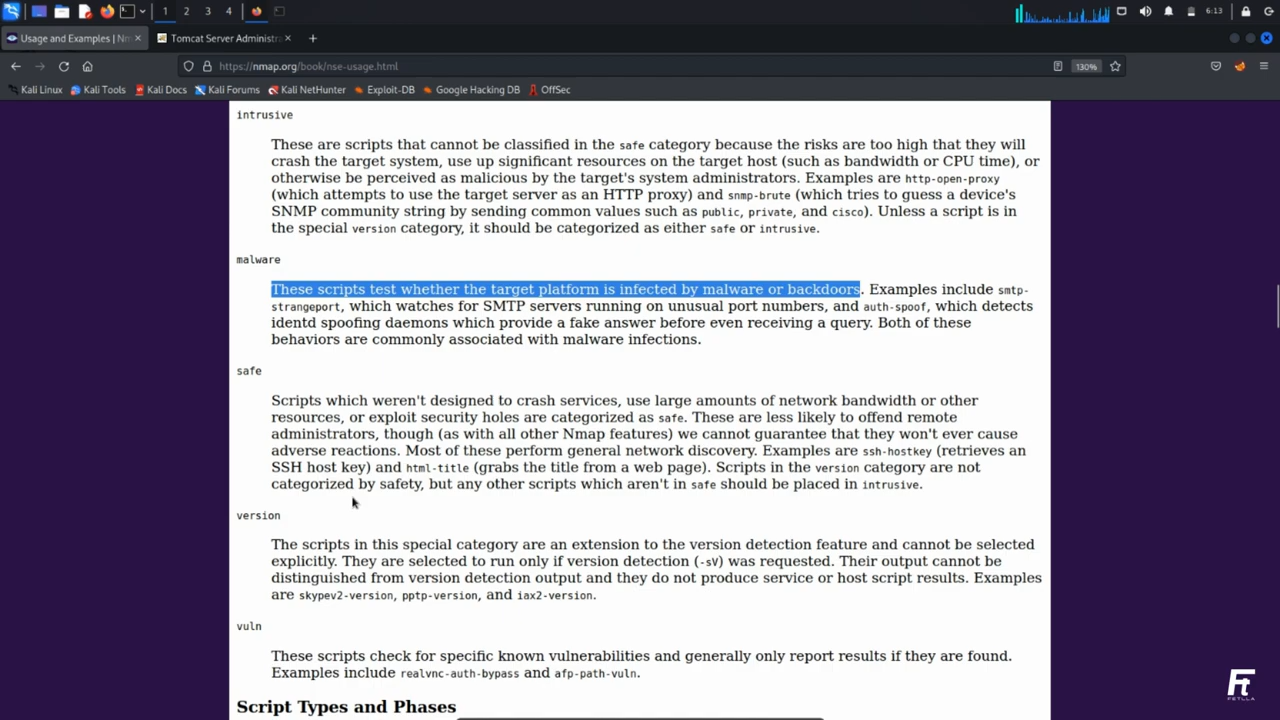 1 2 3 4 6:13
Usage and Examples | Nm × Tomcat Server Administra × +
https://nmap.org/book/nse-usage.html 130%
Kali Linux Kali Tools Kali Docs Kali Forums Kali NetHunter Exploit-DB Google Hacking DB OffSec
intrusive
These are scripts that cannot be classified in the safe category because the risks are too high that they will
crash the target system, use up significant resources on the target host (such as bandwidth or CPU time), or
otherwise be perceived as malicious by the target's system administrators. Examples are http-open-proxy
(which attempts to use the target server as an HTTP proxy) and snmp-brute (which tries to guess a device's
SNMP community string by sending common values such as public, private, and cisco). Unless a script is in
the special version category, it should be categorized as either safe or intrusive.
malware
These scripts test whether the target platform is infected by malware or backdoors. Examples include smtp-
strangeport, which watches for SMTP servers running on unusual port numbers, and auth-spoof, which detects
identd spoofing daemons which provide a fake answer before even receiving a query. Both of these
behaviors are commonly associated with malware infections.
safe
Scripts which weren't designed to crash services, use large amounts of network bandwidth or other
resources, or exploit security holes are categorized as safe. These are less likely to offend remote
administrators, though (as with all other Nmap features) we cannot guarantee that they won't ever cause
adverse reactions. Most of these perform general network discovery. Examples are ssh-hostkey (retrieves an
SSH host key) and html-title (grabs the title from a web page). Scripts in the version category are not
categorized by safety, but any other scripts which aren't in safe should be placed in intrusive.
version
The scripts in this special category are an extension to the version detection feature and cannot be selected
explicitly. They are selected to run only if version detection (-sV) was requested. Their output cannot be
distinguished from version detection output and they do not produce service or host script results. Examples
are skypev2-version, pptp-version, and iax2-version.
vuln
These scripts check for specific known vulnerabilities and generally only report results if they are found.
Examples include realvnc-auth-bypass and afp-path-vuln.
Script Types and Phases
FETLLA